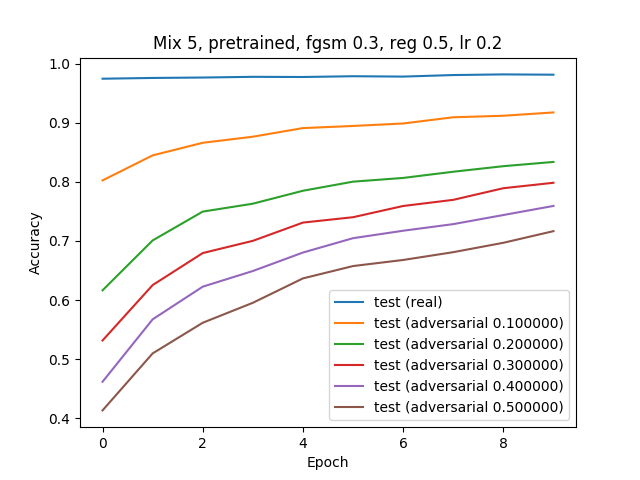 Mix 5, pretrained, fgsm 0.3, reg 0.5, lr 0.2
1.0
0.9
0.8
0.7
0.6
0.5
0.4
Accuracy
test (real)
test (adversarial 0.100000)
test (adversarial 0.200000)
test (adversarial 0.300000)
test (adversarial 0.400000)
test (adversarial 0.500000)
0 2 4 6 8
Epoch